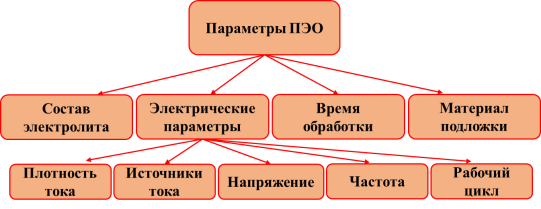 Параметры ПЭО
Состав
электролита
Электрические
параметры
Время
обработки
Материал
подложки
Плотность
тока
Источники
тока
Напряжение
Частота
Рабочий
цикл